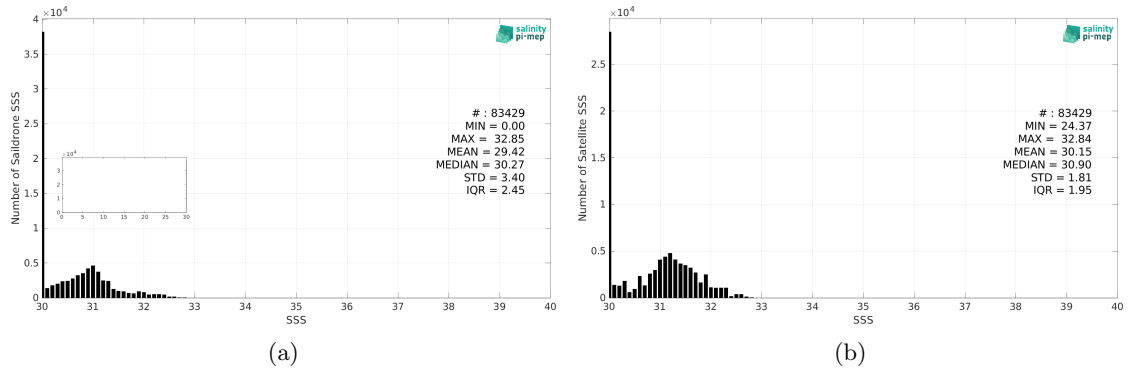 ×10⁴
4
3.5
3
2.5
2
1.5
1
0.5
0
Number of Saildrone SSS
salinity
pi-mep
# : 83429
MIN = 0.00
MAX = 32.85
MEAN = 29.42
MEDIAN = 30.27
STD = 3.40
IQR = 2.45
×10⁴
3
2
1
0
0 5 10 15 20 25 30
30 31 32 33 34 35 36 37 38 39 40
SSS
(a)
×10⁴
2.5
2
1.5
1
0.5
0
Number of Satellite SSS
salinity
pi-mep
# : 83429
MIN = 24.37
MAX = 32.84
MEAN = 30.15
MEDIAN = 30.90
STD = 1.81
IQR = 1.95
30 31 32 33 34 35 36 37 38 39 40
SSS
(b)